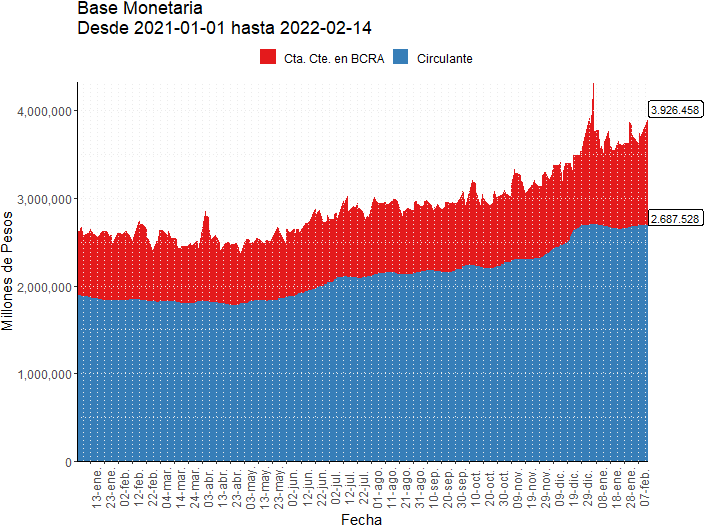 Base Monetaria
Desde 2021-01-01 hasta 2022-02-14
Cta. Cte. en BCRA
Circulante
Millones de Pesos
4,000,000
3,000,000
2,000,000
1,000,000
0
3.926.458
2.687.528
13-ene.
23-ene.
02-feb.
12-feb.
22-feb.
04-mar.
14-mar.
24-mar.
03-abr.
13-abr.
23-abr.
03-may.
13-may.
23-may.
02-jun.
12-jun.
22-jun.
02-jul.
12-jul.
22-jul.
01-ago.
11-ago.
21-ago.
31-ago.
10-sep.
20-sep.
30-sep.
10-oct.
20-oct.
30-oct.
09-nov.
19-nov.
29-nov.
09-dic.
19-dic.
29-dic.
08-ene.
18-ene.
28-ene.
07-feb.
Fecha